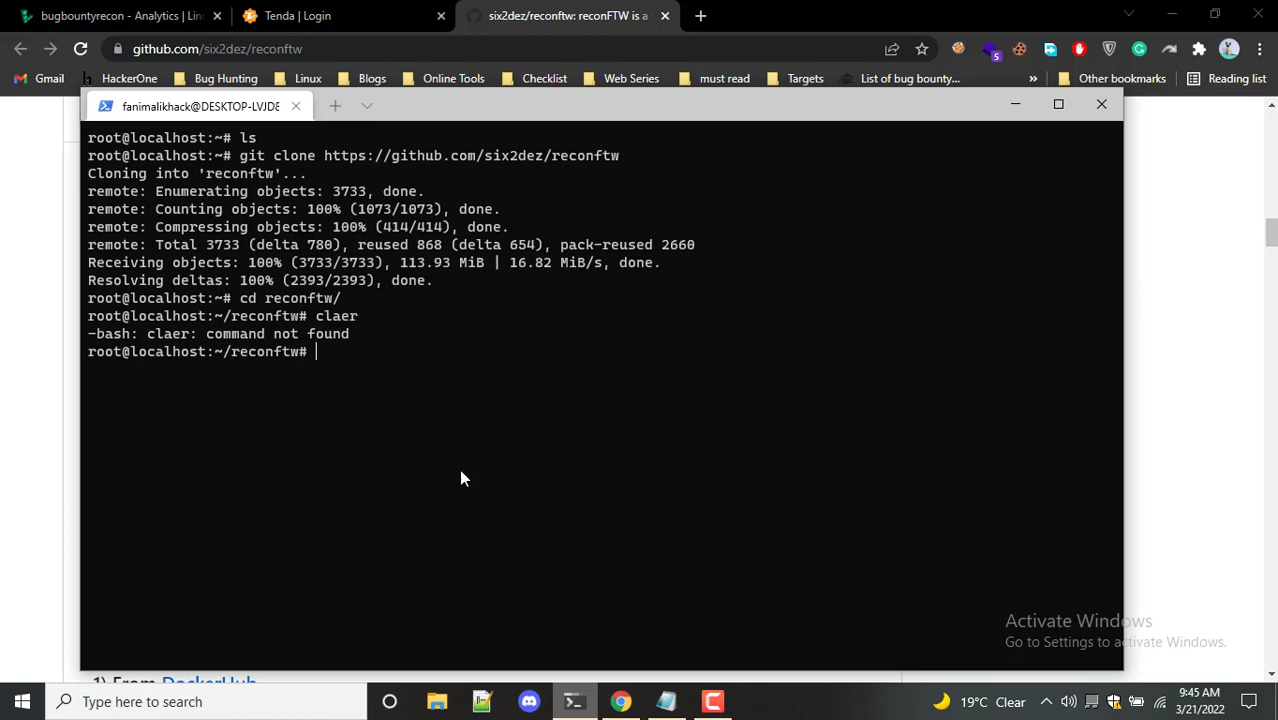 bugbountyrecon - Analytics | Lin
Tenda | Login
six2dez/reconftw: reconFTW is a
github.com/six2dez/reconftw
5
Gmail
HackerOne
Bug Hunting
Linux
Blogs
Online Tools
Checklist
Web Series
must read
Targets
List of bug bounty...
»
Other bookmarks
Reading list
fanimalikhack@DESKTOP-LVJD8
root@localhost:~# ls
root@localhost:~# git clone https://github.com/six2dez/reconftw
Cloning into 'reconftw'...
remote: Enumerating objects: 3733, done.
remote: Counting objects: 100% (1073/1073), done.
remote: Compressing objects: 100% (414/414), done.
remote: Total 3733 (delta 780), reused 868 (delta 654), pack-reused 2660
Receiving objects: 100% (3733/3733), 113.93 MiB | 16.82 MiB/s, done.
Resolving deltas: 100% (2393/2393), done.
root@localhost:~# cd reconftw/
root@localhost:~/reconftw# claer
-bash: claer: command not found
root@localhost:~/reconftw#
Activate Windows
Go to Settings to activate Windows.
1) From DockerHub
Type here to search
19°C Clear
9:45 AM
3/21/2022